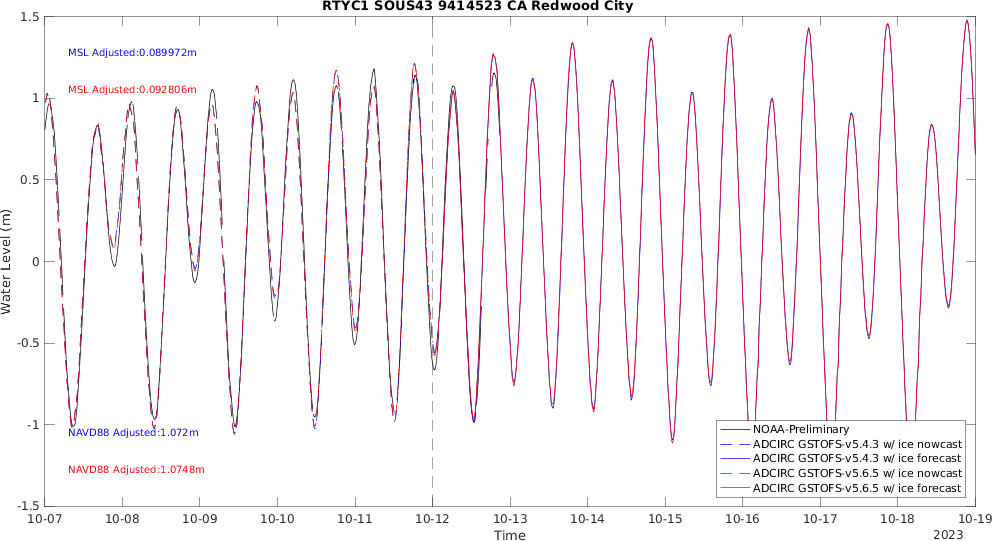 RTYC1 SOUS43 9414523 CA Redwood City
1.5
1
0.5
0
-0.5
-1
-1.5
Water Level (m)
MSL Adjusted:0.089972m
MSL Adjusted:0.092806m
NAVD88 Adjusted:1.072m
NAVD88 Adjusted:1.0748m
NOAA-Preliminary
ADCIRC GSTOFS-v5.4.3 w/ ice nowcast
ADCIRC GSTOFS-v5.4.3 w/ ice forecast
ADCIRC GSTOFS-v5.6.5 w/ ice nowcast
ADCIRC GSTOFS-v5.6.5 w/ ice forecast
10-07 10-08 10-09 10-10 10-11 10-12 10-13 10-14 10-15 10-16 10-17 10-18 10-19
Time
2023